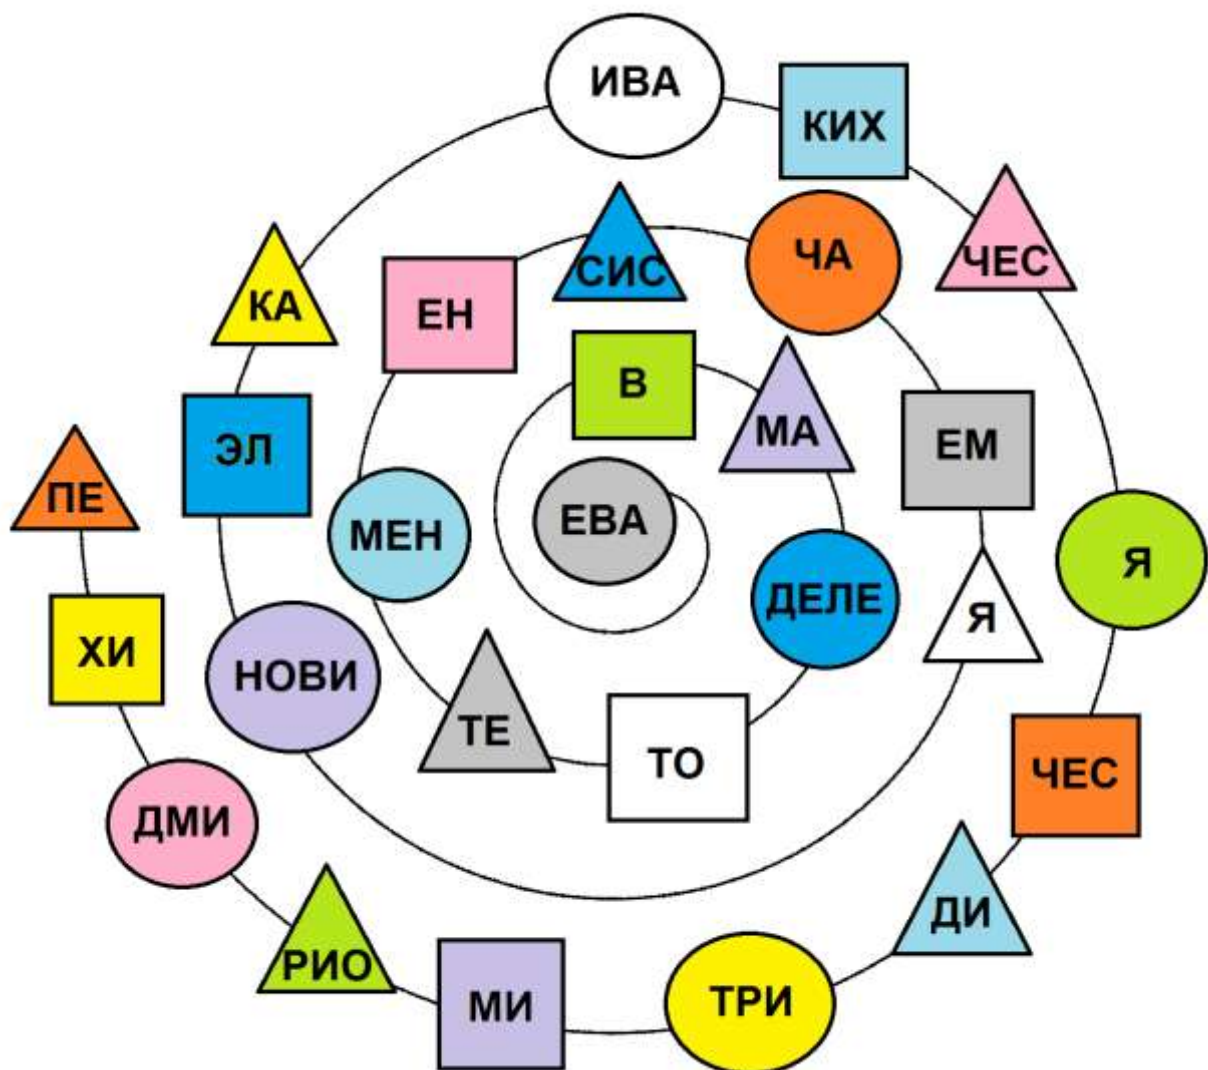 ПЕ
ХИ
ДМИ
РИО
МИ
ТРИ
ДИ
ЧЕС
Я
ЧЕС
КИХ
ИВА
КА
ЭЛ
НОВИ
Я
ЕМ
ЧА
СИС
ЕН
МЕН
ТЕ
ТО
ДЕЛЕ
МА
В
ЕВА